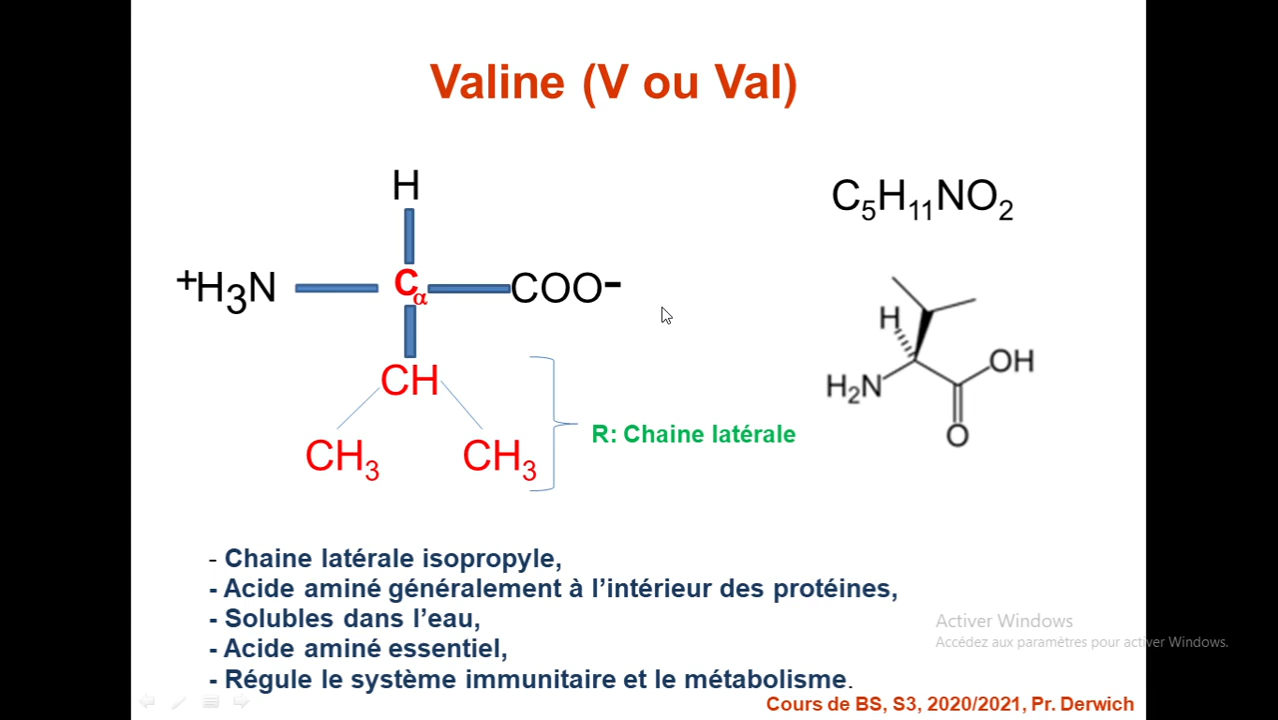 Valine (V ou Val)
H
C₅H₁₁NO₂
⁺H₃N Cα COO⁻
CH
CH₃ CH₃
R: Chaine latérale
H
H₂N OH
O
- Chaine latérale isopropyle,
- Acide aminé généralement à l’intérieur des protéines,
- Solubles dans l’eau,
- Acide aminé essentiel,
- Régule le système immunitaire et le métabolisme.
Activer Windows
Accédez aux paramètres pour activer Windows.
Cours de BS, S3, 2020/2021, Pr. Derwich